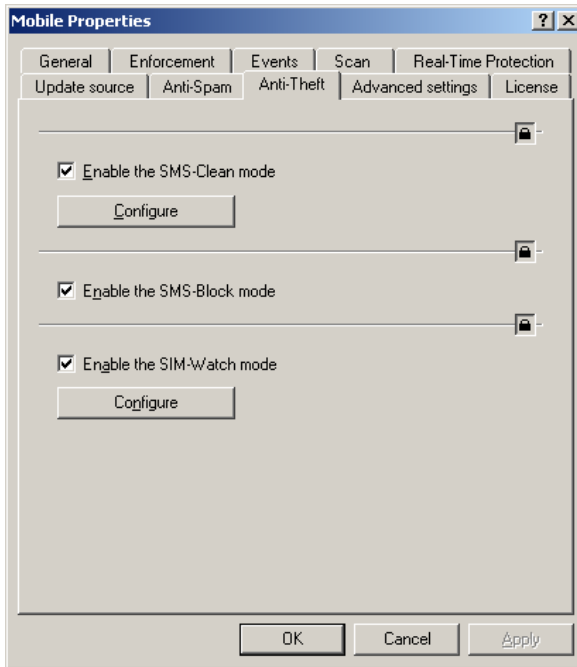 Mobile Properties
General Enforcement Events Scan Real-Time Protection
Update source Anti-Spam Anti-Theft Advanced settings License
Enable the SMS-Clean mode
Configure
Enable the SMS-Block mode
Enable the SIM-Watch mode
Configure
OK Cancel Apply